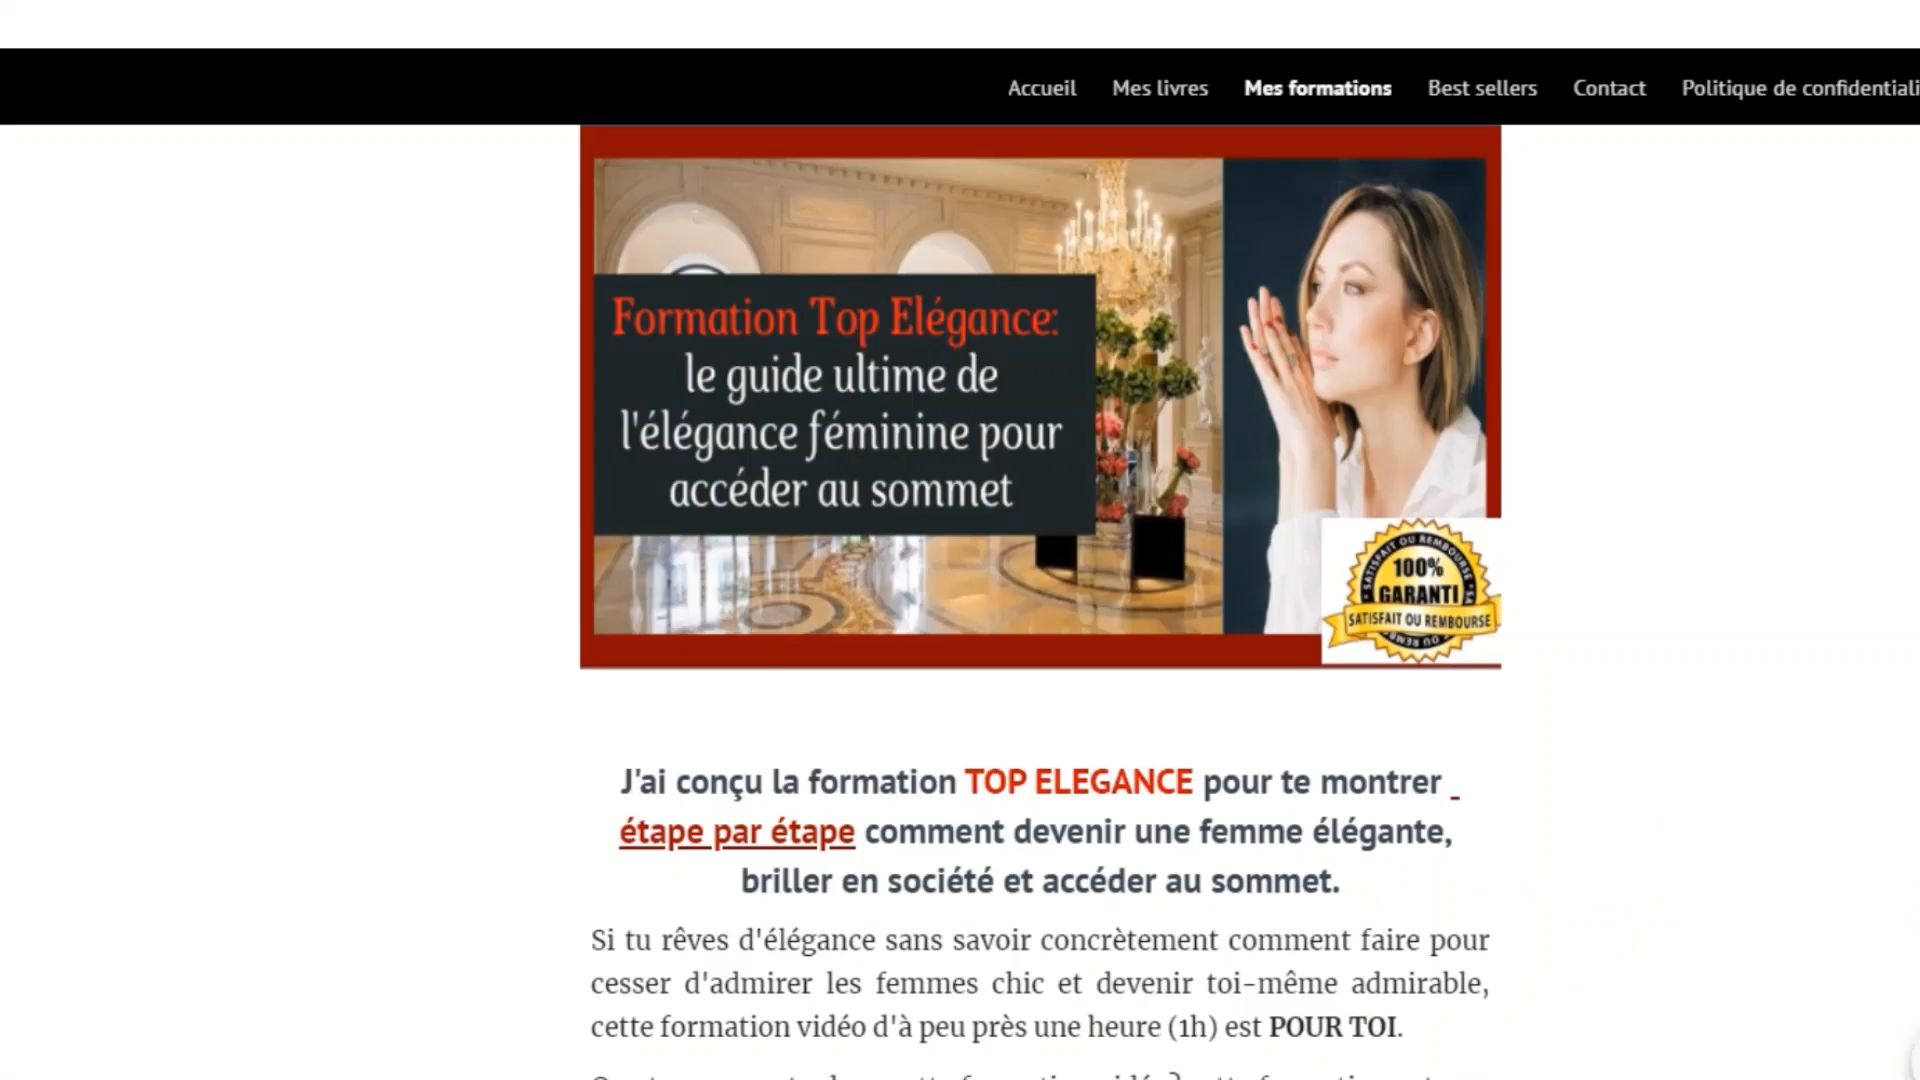 Accueil Mes livres Mes formations Best sellers Contact Politique de confidentiali
Formation Top Elégance:
le guide ultime de
l'élégance féminine pour
accéder au sommet
SATISFAIT OU REMBOURSE
100%
GARANTI
SATISFAIT OU REMBOURSE
J'ai conçu la formation TOP ELEGANCE pour te montrer
étape par étape comment devenir une femme élégante,
briller en société et accéder au sommet.
Si tu rêves d'élégance sans savoir concrètement comment faire pour
cesser d'admirer les femmes chic et devenir toi-même admirable,
cette formation vidéo d'à peu près une heure (1h) est POUR TOI.